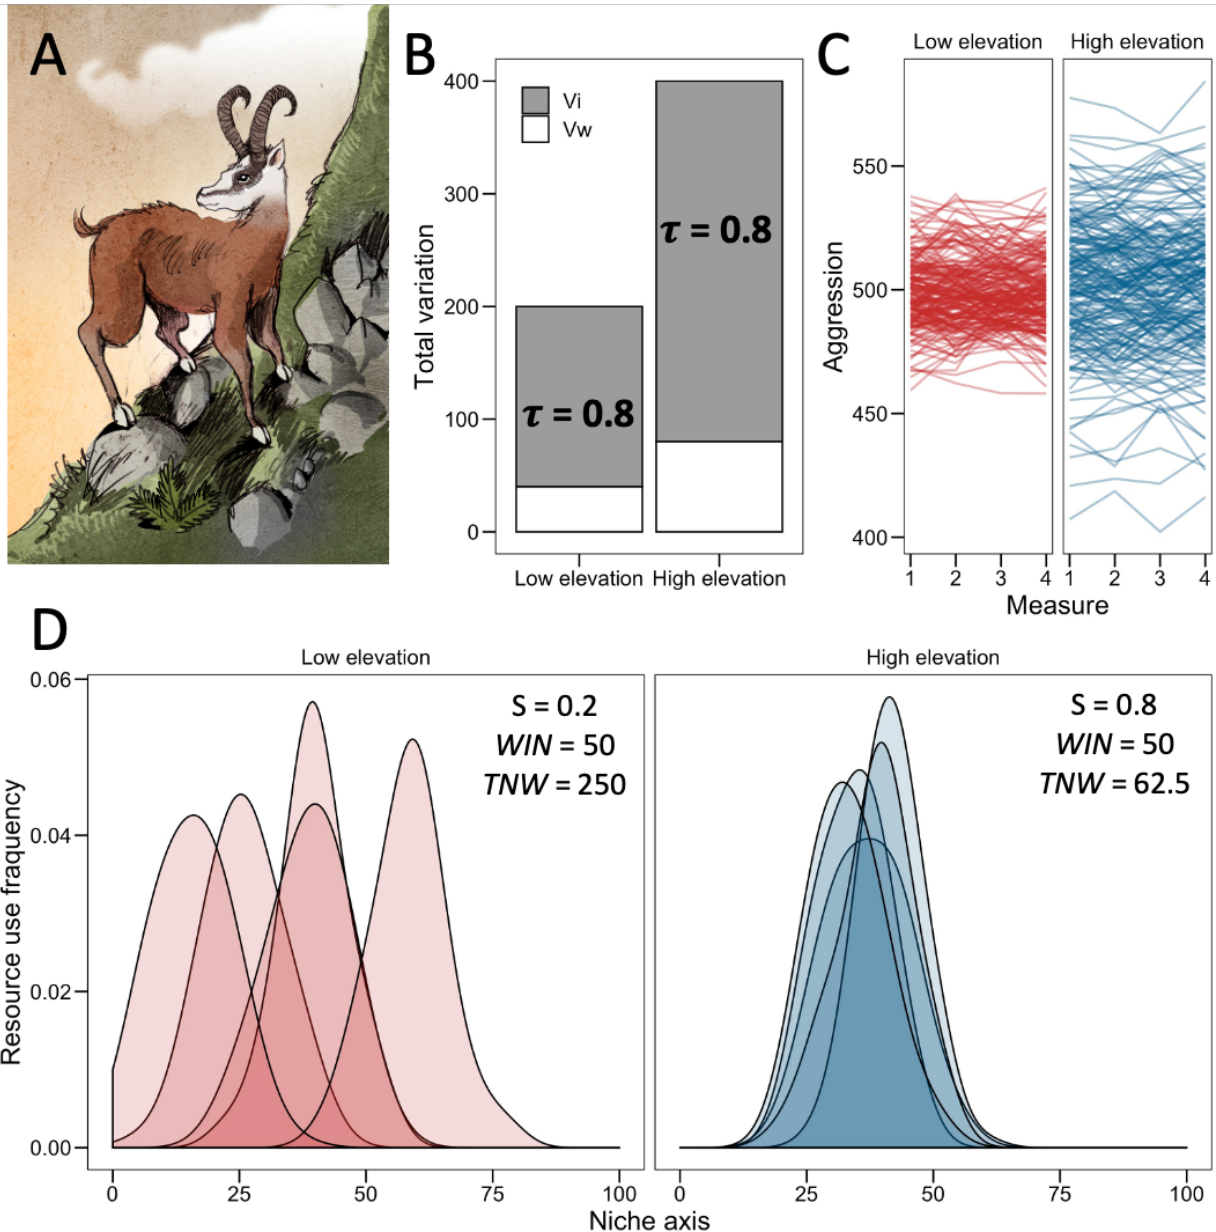 A
B
400
300
200
100
0
Total variation
Vi
Vw
τ = 0.8
τ = 0.8
Low elevation High elevation
C
Low elevation High elevation
550
500
450
400
Aggression
1 2 3 4 1 2 3 4
Measure
D
Low elevation
High elevation
0.06
0.04
0.02
0.00
Resource use fraquency
S = 0.2
WIN = 50
TNW = 250
S = 0.8
WIN = 50
TNW = 62.5
0 25 50 75 100 0 25 50 75 100
Niche axis